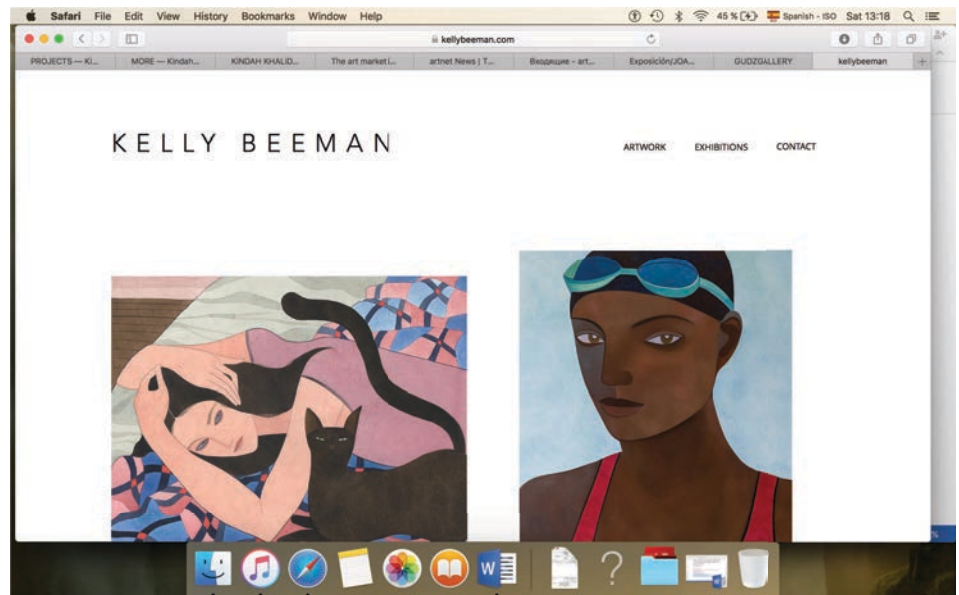 Safari File Edit View History Bookmarks Window Help 45 % Spanish - ISO Sat 13:18
kellybeeman.com
PROJECTS — Ki... MORE — Kindah... KINDAH KHALID... The art market i... artnet News | T... Входящие - art... Exposición/JOA... GUDZGALLERY kellybeeman
KELLY BEEMAN
ARTWORK EXHIBITIONS CONTACT